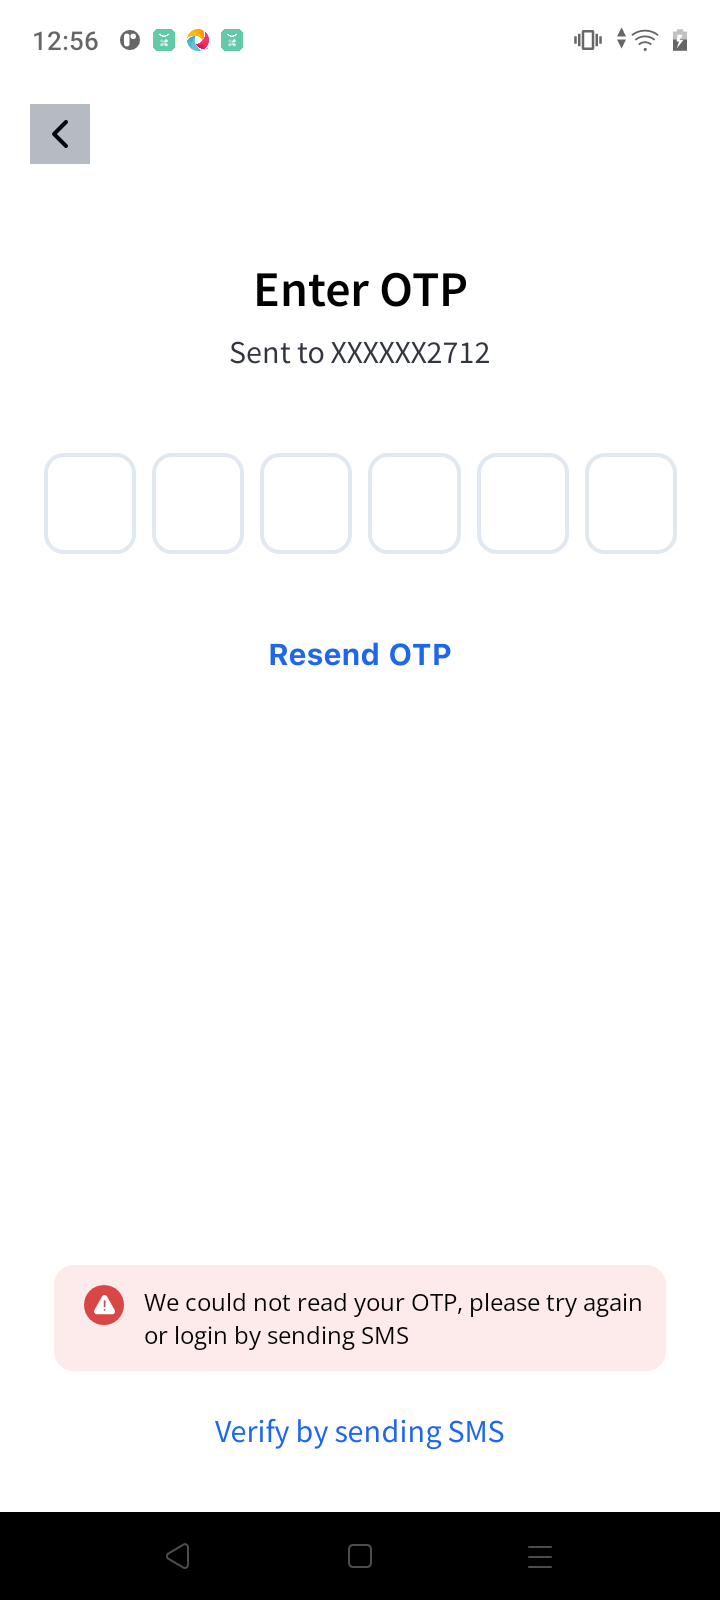 12:56
Enter OTP
Sent to XXXXXX2712
Resend OTP
We could not read your OTP, please try again
or login by sending SMS
Verify by sending SMS